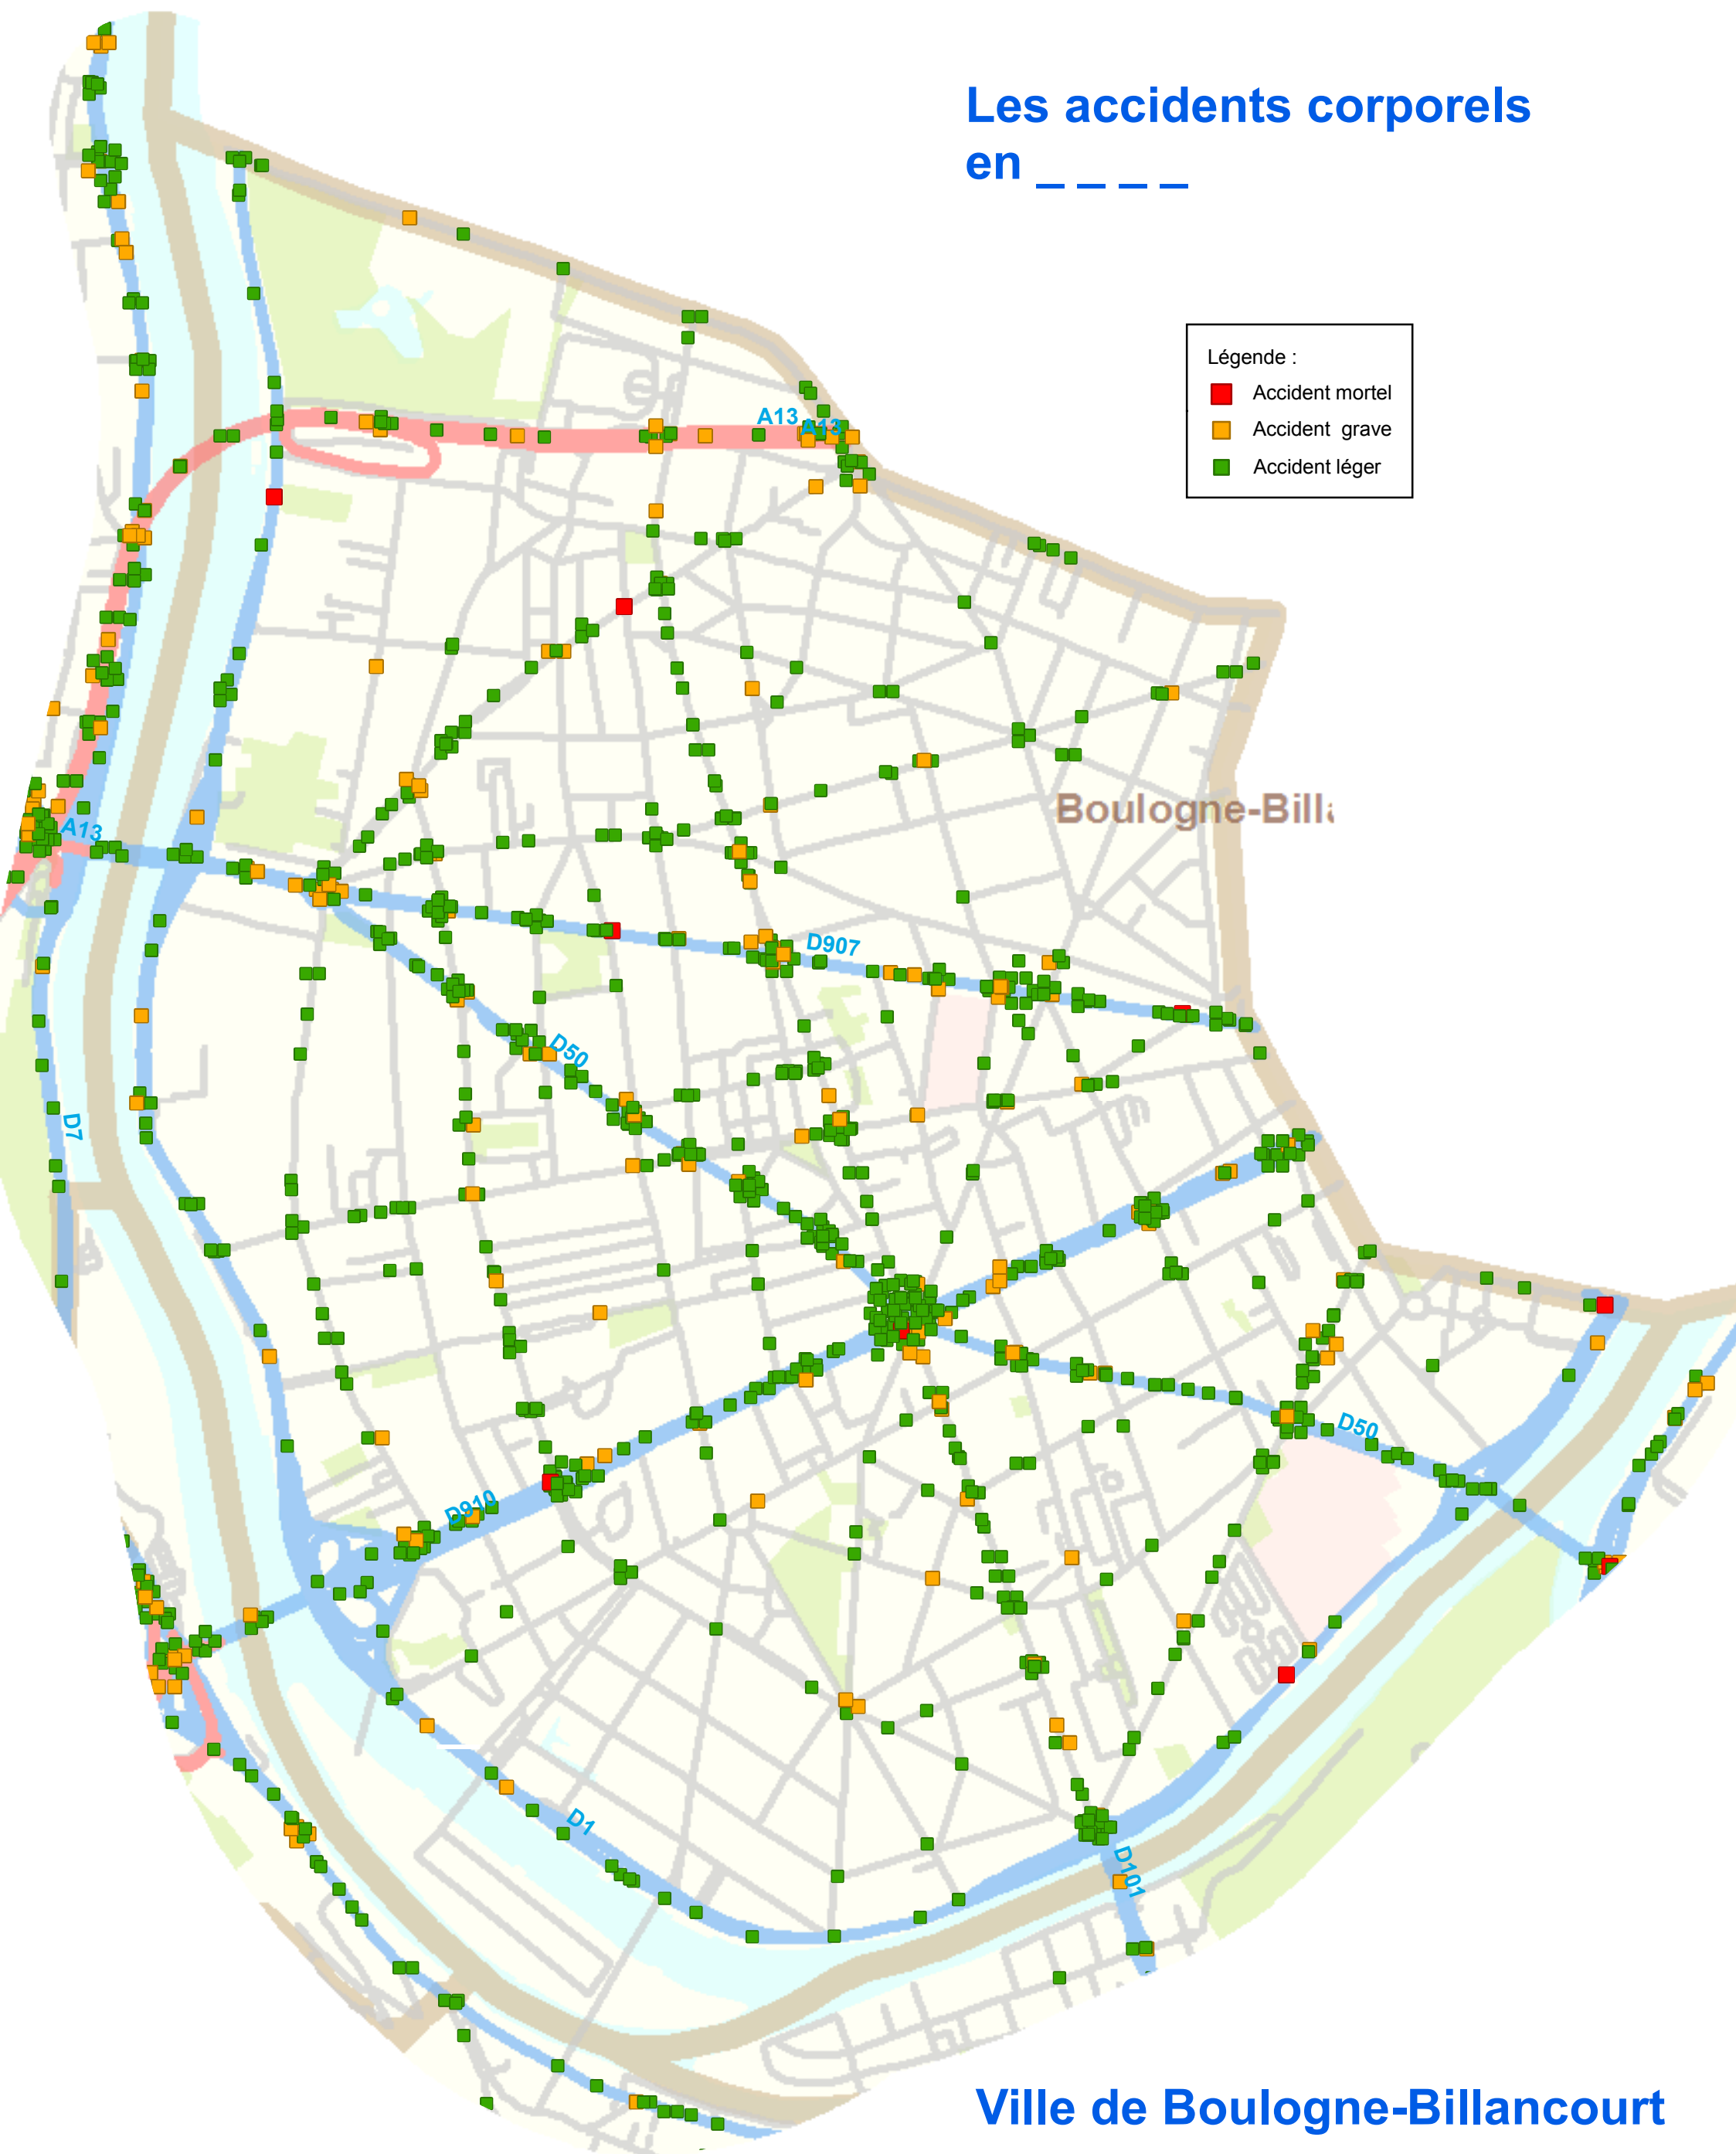 Les accidents corporels
en _ _ _ _
Légende :
Accident mortel
Accident grave
Accident léger
A13
A13
Boulogne-Bill
A13
D907
D50
D7
D50
D910
D1
D101
Ville de Boulogne-Billancourt